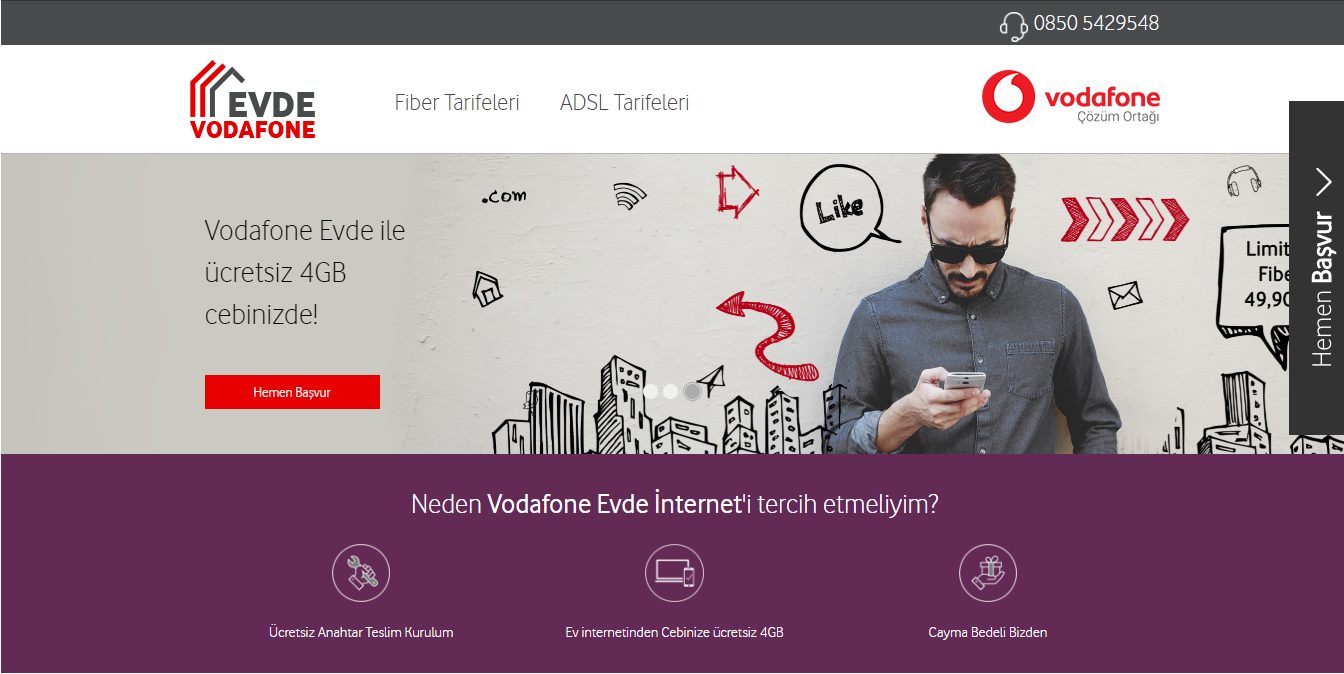 0850 5429548
EVDE
VODAFONE
Fiber Tarifeleri
ADSL Tarifeleri
vodafone
Çözüm Ortağı
.com
Like
Vodafone Evde ile
ücretsiz 4GB
cebinizde!
Limit
Fibe
49,90
Hemen Başvur
Hemen Başvur
Neden Vodafone Evde İnternet'i tercih etmeliyim?
Ücretsiz Anahtar Teslim Kurulum
Ev internetinden Cebinize ücretsiz 4GB
Cayma Bedeli Bizden